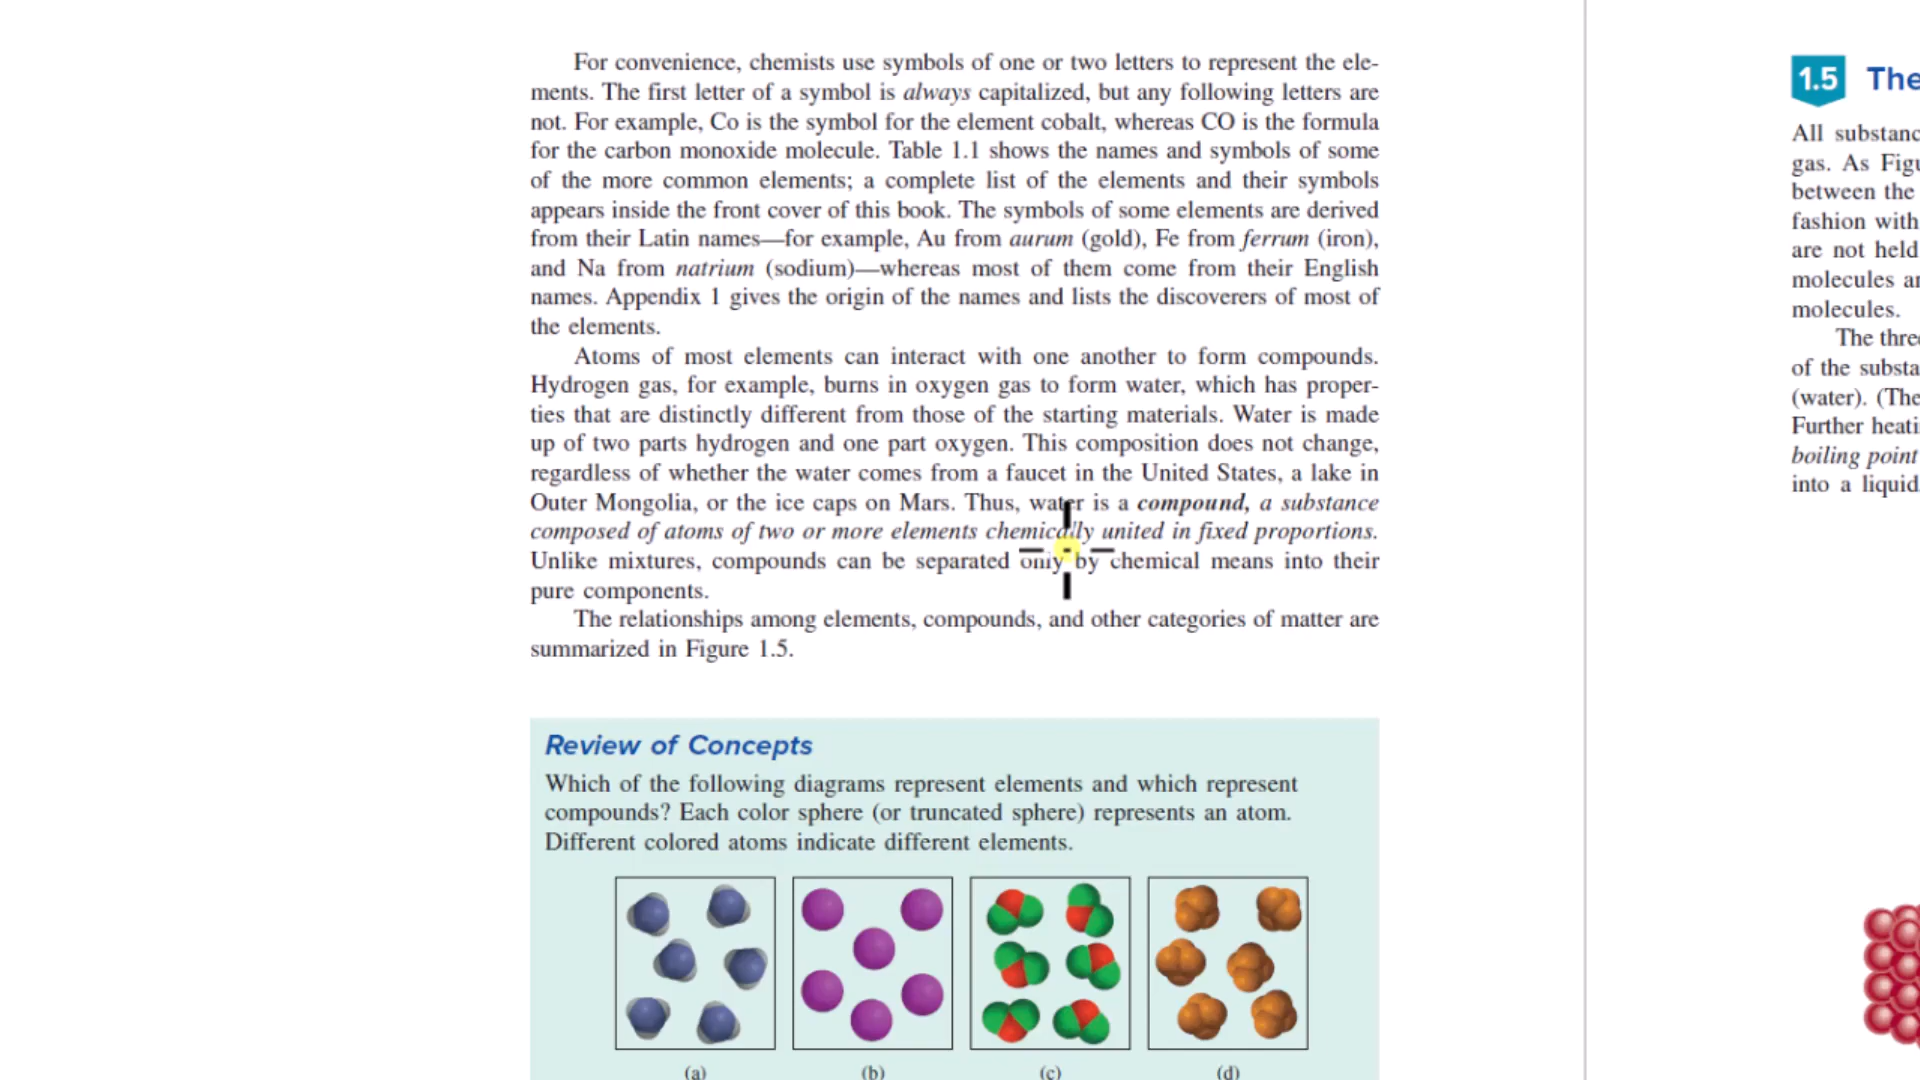 For convenience, chemists use symbols of one or two letters to represent the ele-
ments. The first letter of a symbol is always capitalized, but any following letters are
not. For example, Co is the symbol for the element cobalt, whereas CO is the formula
for the carbon monoxide molecule. Table 1.1 shows the names and symbols of some
of the more common elements; a complete list of the elements and their symbols
appears inside the front cover of this book. The symbols of some elements are derived
from their Latin names—for example, Au from aurum (gold), Fe from ferrum (iron),
and Na from natrium (sodium)—whereas most of them come from their English
names. Appendix 1 gives the origin of the names and lists the discoverers of most of
the elements.
Atoms of most elements can interact with one another to form compounds.
Hydrogen gas, for example, burns in oxygen gas to form water, which has proper-
ties that are distinctly different from those of the starting materials. Water is made
up of two parts hydrogen and one part oxygen. This composition does not change,
regardless of whether the water comes from a faucet in the United States, a lake in
Outer Mongolia, or the ice caps on Mars. Thus, water is a compound, a substance
composed of atoms of two or more elements chemically united in fixed proportions.
Unlike mixtures, compounds can be separated only by chemical means into their
pure components.
The relationships among elements, compounds, and other categories of matter are
summarized in Figure 1.5.
Review of Concepts
Which of the following diagrams represent elements and which represent
compounds? Each color sphere (or truncated sphere) represents an atom.
Different colored atoms indicate different elements.
(a) (b) (c) (d)
1.5 The
All substanc
gas. As Figu
between the
fashion with
are not held
molecules an
molecules.
The three
of the substa
(water). (The
Further heati
boiling point
into a liquid